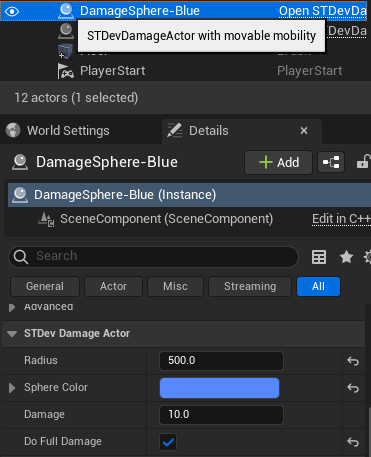 DamageSphere-Blue Open STDevDa
STDevDamageActor with movable mobility
PlayerStart PlayerStart
12 actors (1 selected)
World Settings Details
DamageSphere-Blue Add
DamageSphere-Blue (Instance)
SceneComponent (SceneComponent) Edit in C++
Search
General Actor Misc Streaming All
Advanced
STDev Damage Actor
Radius 500.0
Sphere Color
Damage 10.0
Do Full Damage